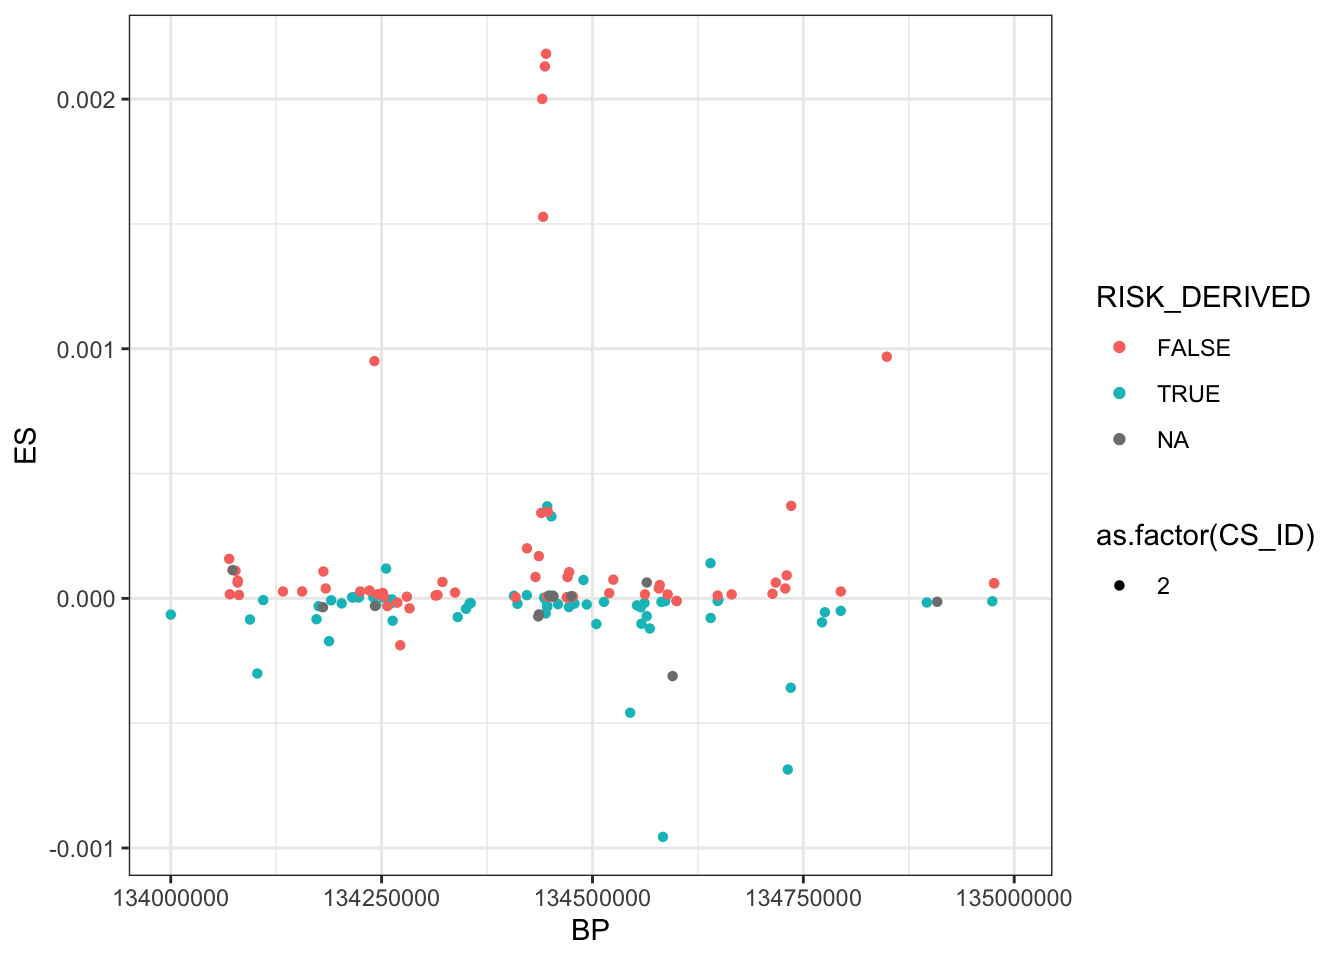 0.002
0.001
0.000
-0.001
ES
134000000 134250000 134500000 134750000 135000000
BP
RISK_DERIVED
FALSE
TRUE
NA
as.factor(CS_ID)
2